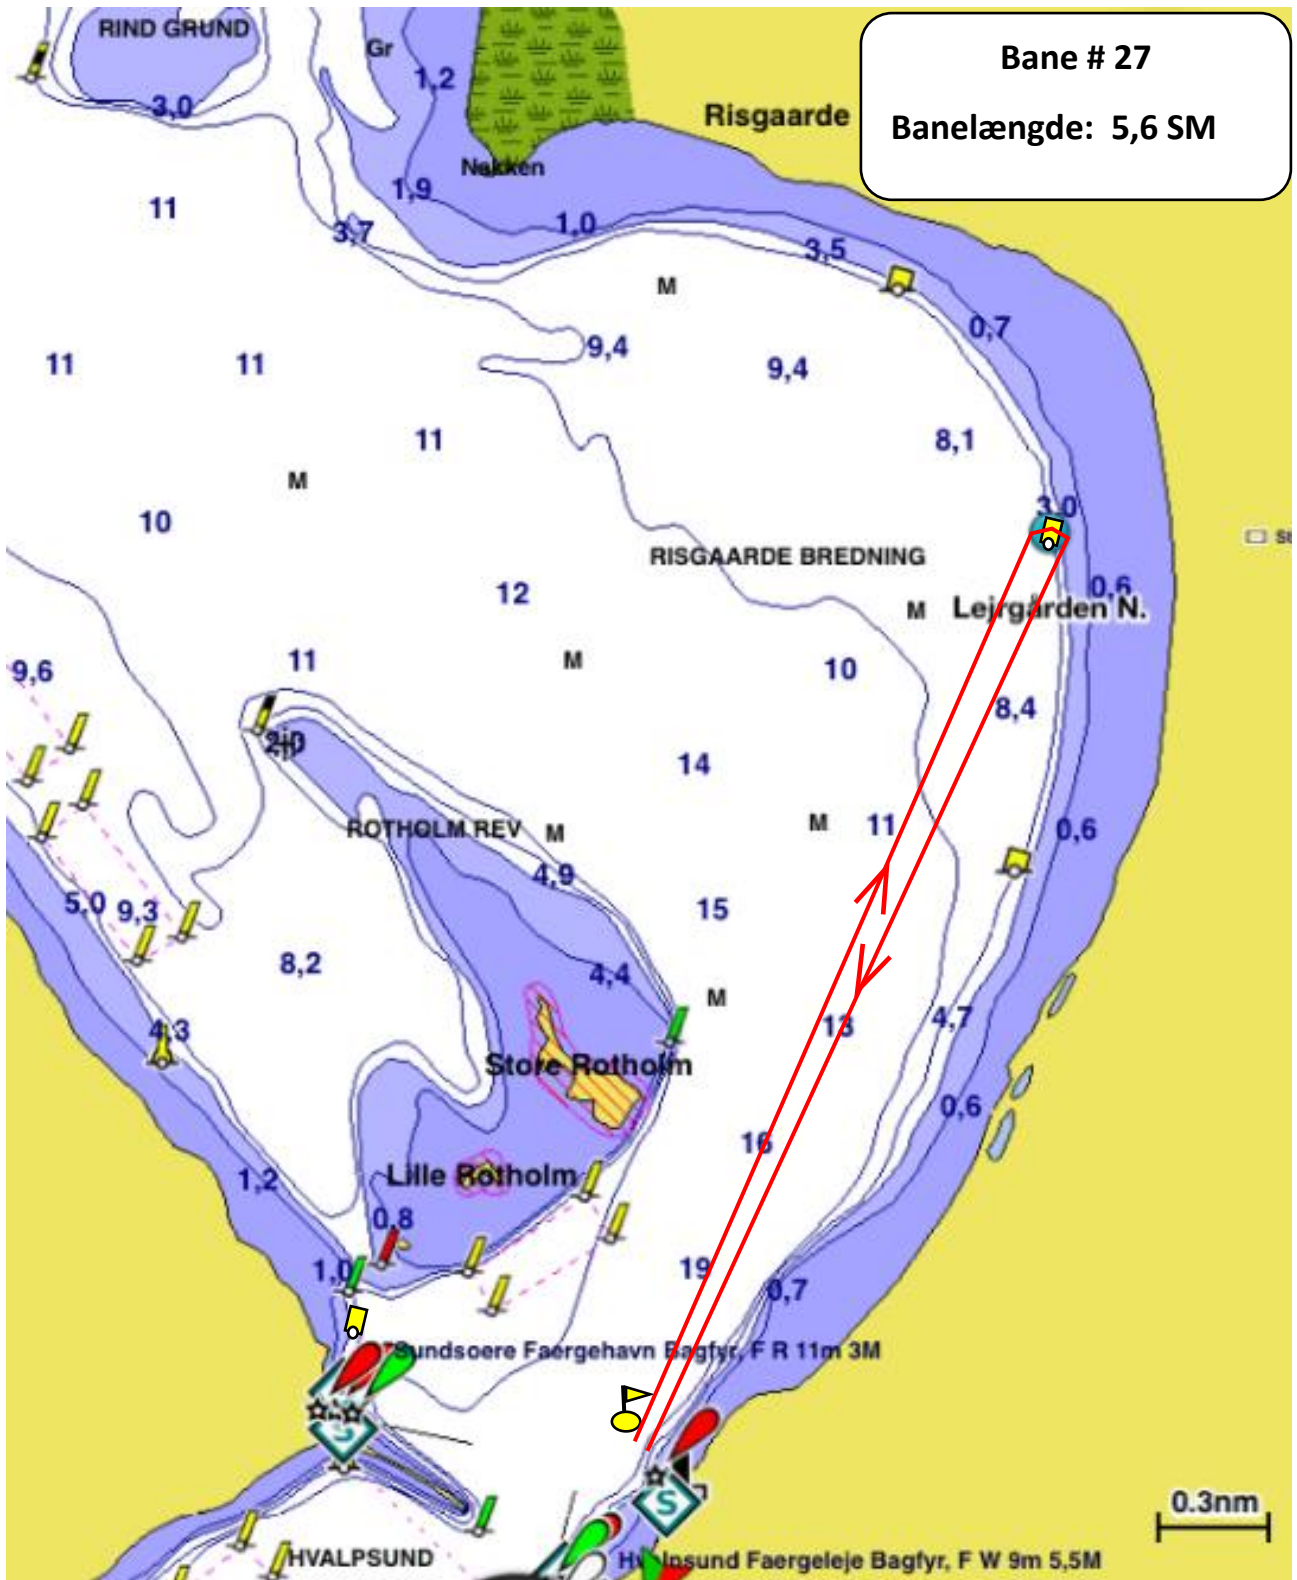 RIND GRUND
Gr
Bane # 27
1,2
3,0
Risgaarde
Banelængde: 5,6 SM
Nakken
1,9
11
1,0
3,7
3,5
M
0,7
9,4
11
11
9,4
11
8,1
M
3,0
10
RISGAARDE BREDNING
12
0,6
M
Lejrgården N.
11
M
9,6
10
8,4
2,0
14
ROTHOLM REV
M
M
11
0,6
4,9
5,0
9,3
15
8,2
4,4
M
4,3
13
4,7
Store Rotholm
0,6
16
Lille Rotholm
1,2
0,8
1,0
19
0,7
Sundsoere Faergehavn Bagfyr, F R 11m 3M
S
S
0.3nm
HVALPSUND
Hvalpsund Faergeleje Bagfyr, F W 9m 5,5M